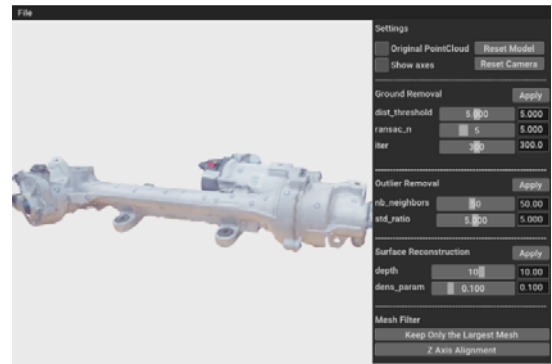 File
Settings
Original PointCloud Reset Model
Show axes Reset Camera
Ground Removal Apply
dist_threshold 5.000 5.000
ransac_n 5 5.000
iter 300 300.0
Outlier Removal Apply
nb_neighbors 50 50.00
std_ratio 5.000 5.000
Surface Reconstruction Apply
depth 10 10.00
dens_param 0.100 0.100
Mesh Filter
Keep Only the Largest Mesh
Z Axis Alignment